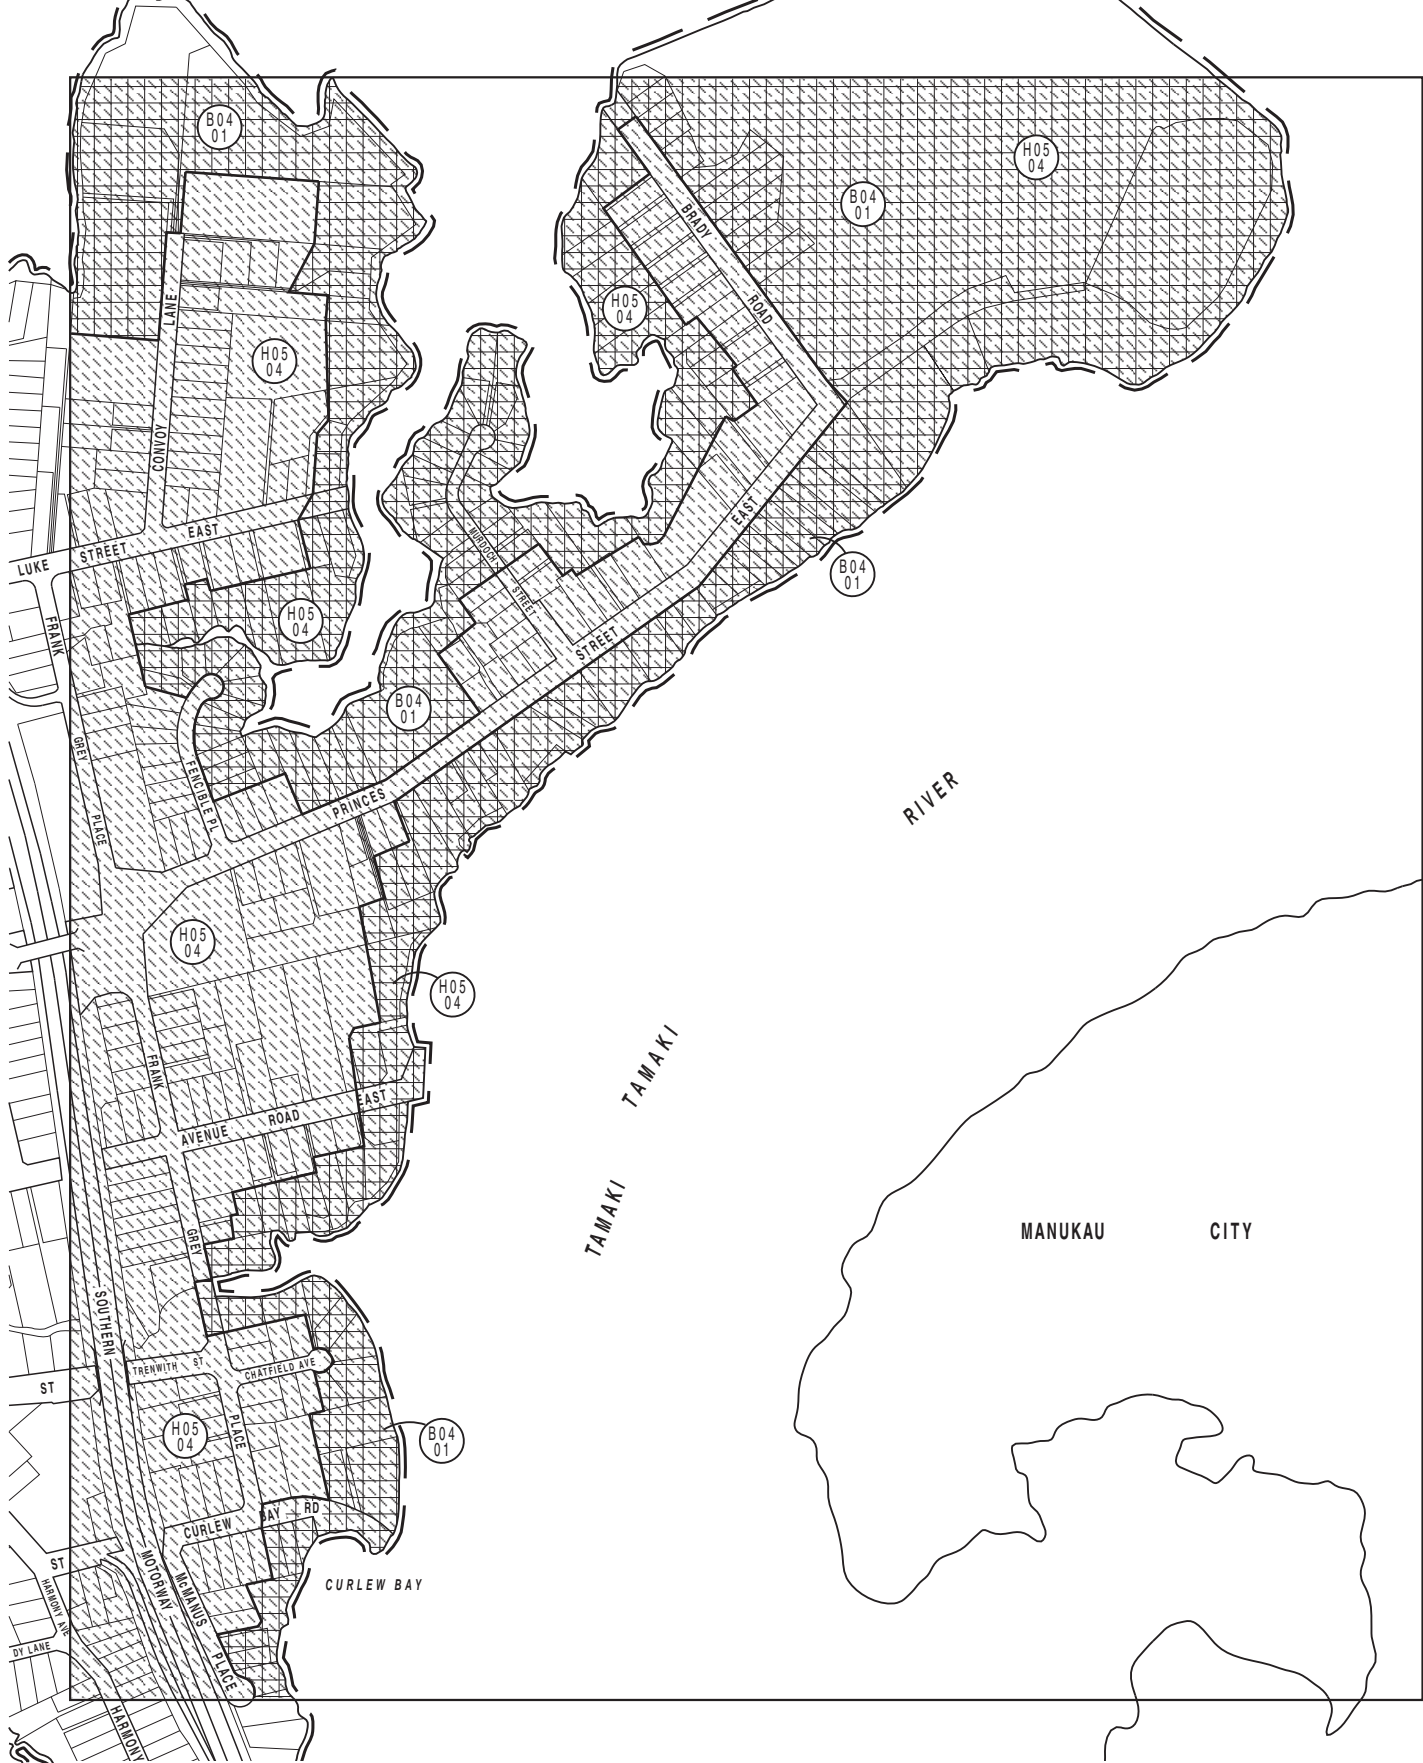 B04
01
H05
04
B04
01
BRADY
ROAD
LANE
H05
04
H05
04
CONVOY
EAST
LUKE STREET EAST
MURDOCH
STREET
B04
01
FRANK
H05
04
STREET
B04
01
GREY
PLACE
FENCIBLE PL
PRINCES
RIVER
H05
04
H05
04
TAMAKI
FRANK
AVENUE ROAD EAST
TAMAKI
MANUKAU CITY
GREY
SOUTHERN
TRENWITH ST
CHATFIELD AVE
ST
H05
04
PLACE
B04
01
CURLEW BAY RD
ST
MOTORWAY
McMANUS
PLACE
CURLEW BAY
HARMONY AVE
DY LANE
HARMONY